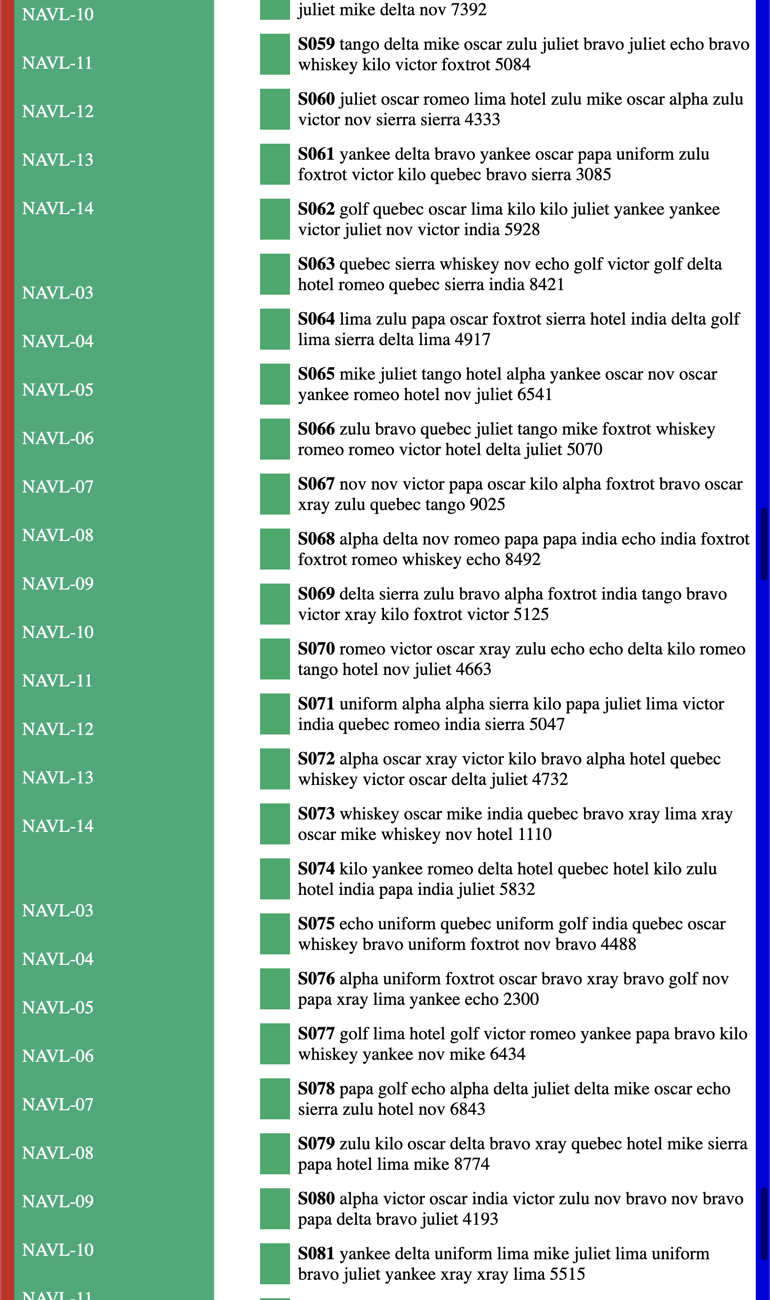 NAVL-10
NAVL-11
NAVL-12
NAVL-13
NAVL-14
NAVL-03
NAVL-04
NAVL-05
NAVL-06
NAVL-07
NAVL-08
NAVL-09
NAVL-10
NAVL-11
NAVL-12
NAVL-13
NAVL-14
NAVL-03
NAVL-04
NAVL-05
NAVL-06
NAVL-07
NAVL-08
NAVL-09
NAVL-10
NAVL-11
juliet mike delta nov 7392
S059 tango delta mike oscar zulu juliet bravo juliet echo bravo
whiskey kilo victor foxtrot 5084
S060 juliet oscar romeo lima hotel zulu mike oscar alpha zulu
victor nov sierra sierra 4333
S061 yankee delta bravo yankee oscar papa uniform zulu
foxtrot victor kilo quebec bravo sierra 3085
S062 golf quebec oscar lima kilo kilo juliet yankee yankee
victor juliet nov victor india 5928
S063 quebec sierra whiskey nov echo golf victor golf delta
hotel romeo quebec sierra india 8421
S064 lima zulu papa oscar foxtrot sierra hotel india delta golf
lima sierra delta lima 4917
S065 mike juliet tango hotel alpha yankee oscar nov oscar
yankee romeo hotel nov juliet 6541
S066 zulu bravo quebec juliet tango mike foxtrot whiskey
romeo romeo victor hotel delta juliet 5070
S067 nov nov victor papa oscar kilo alpha foxtrot bravo oscar
xray zulu quebec tango 9025
S068 alpha delta nov romeo papa papa india echo india foxtrot
foxtrot romeo whiskey echo 8492
S069 delta sierra zulu bravo alpha foxtrot india tango bravo
victor xray kilo foxtrot victor 5125
S070 romeo victor oscar xray zulu echo echo delta kilo romeo
tango hotel nov juliet 4663
S071 uniform alpha alpha sierra kilo papa juliet lima victor
india quebec romeo india sierra 5047
S072 alpha oscar xray victor kilo bravo alpha hotel quebec
whiskey victor oscar delta juliet 4732
S073 whiskey oscar mike india quebec bravo xray lima xray
oscar mike whiskey nov hotel 1110
S074 kilo yankee romeo delta hotel quebec hotel kilo zulu
hotel india papa india juliet 5832
S075 echo uniform quebec uniform golf india quebec oscar
whiskey bravo uniform foxtrot nov bravo 4488
S076 alpha uniform foxtrot oscar bravo xray bravo golf nov
papa xray lima yankee echo 2300
S077 golf lima hotel golf victor romeo yankee papa bravo kilo
whiskey yankee nov mike 6434
S078 papa golf echo alpha delta juliet delta mike oscar echo
sierra zulu hotel nov 6843
S079 zulu kilo oscar delta bravo xray quebec hotel mike sierra
papa hotel lima mike 8774
S080 alpha victor oscar india victor zulu nov bravo nov bravo
papa delta bravo juliet 4193
S081 yankee delta uniform lima mike juliet lima uniform
bravo juliet yankee xray xray lima 5515